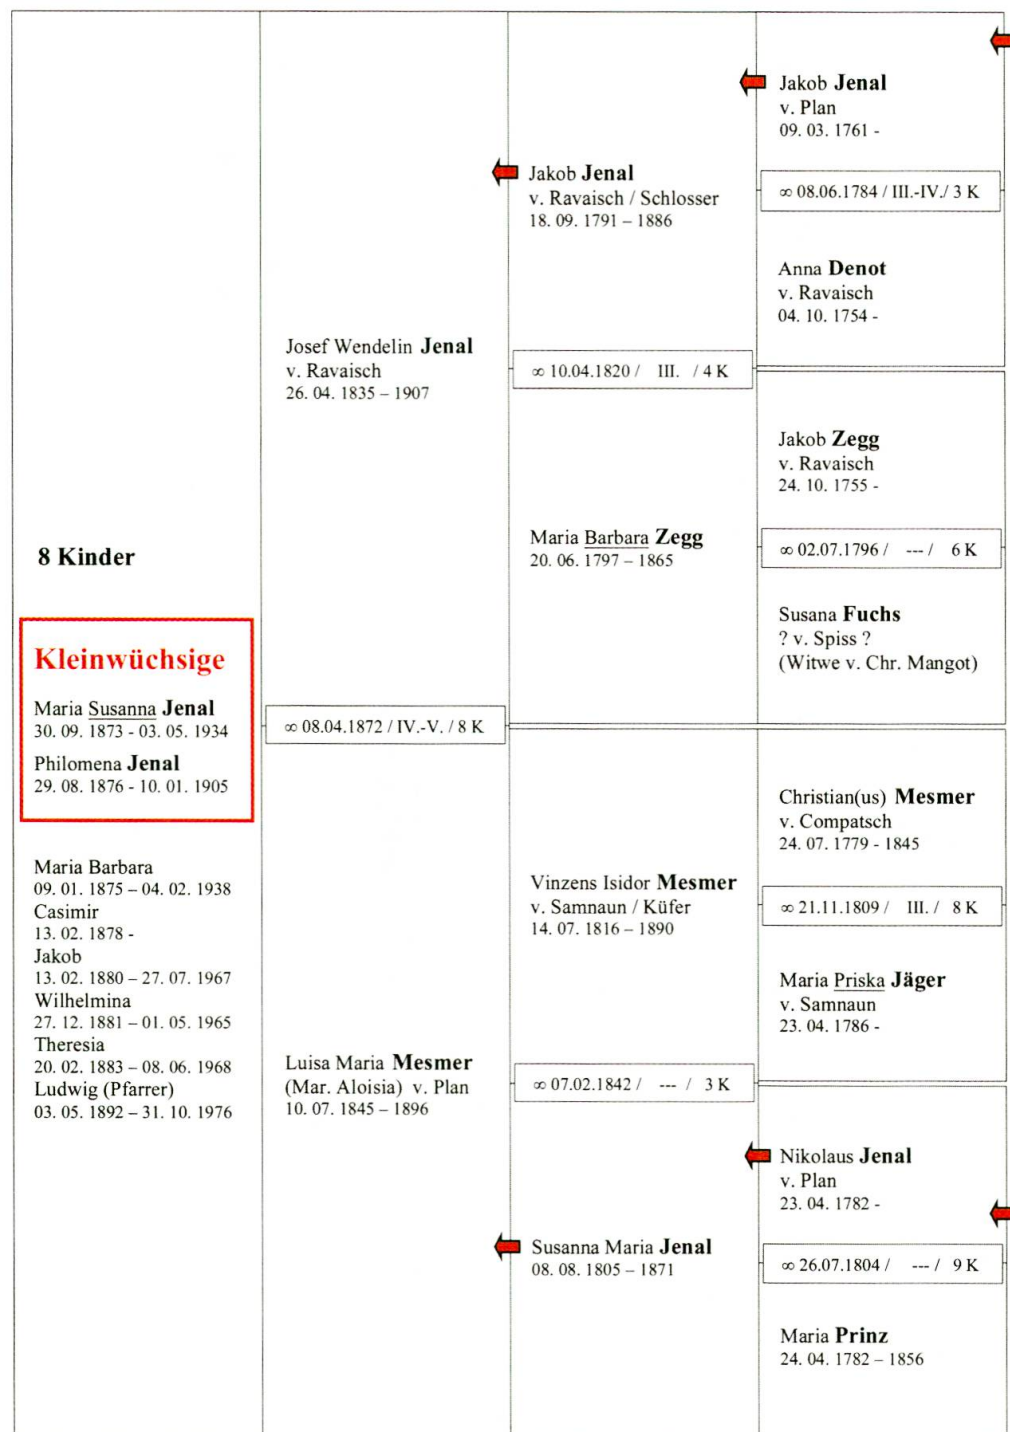 8 Kinder
Kleinwüchsige
Maria Susanna Jenal
30. 09. 1873 - 03. 05. 1934
Philomena Jenal
29. 08. 1876 - 10. 01. 1905
Maria Barbara
09. 01. 1875 – 04. 02. 1938
Casimir
13. 02. 1878 -
Jakob
13. 02. 1880 – 27. 07. 1967
Wilhelmina
27. 12. 1881 – 01. 05. 1965
Theresia
20. 02. 1883 – 08. 06. 1968
Ludwig (Pfarrer)
03. 05. 1892 – 31. 10. 1976
Josef Wendelin Jenal
v. Ravaisch
26. 04. 1835 – 1907
∞ 08.04.1872 / IV.-V. / 8 K
Luisa Maria Mesmer
(Mar. Aloisia) v. Plan
10. 07. 1845 – 1896
Jakob Jenal
v. Ravaisch / Schlosser
18. 09. 1791 – 1886
∞ 10.04.1820 / III. / 4 K
Maria Barbara Zegg
20. 06. 1797 – 1865
Vinzens Isidor Mesmer
v. Samnaun / Küfer
14. 07. 1816 – 1890
∞ 07.02.1842 / --- / 3 K
Susanna Maria Jenal
08. 08. 1805 – 1871
Jakob Jenal
v. Plan
09. 03. 1761 -
∞ 08.06.1784 / III.-IV./ 3 K
Anna Denot
v. Ravaisch
04. 10. 1754 -
Jakob Zegg
v. Ravaisch
24. 10. 1755 -
∞ 02.07.1796 / --- / 6 K
Susana Fuchs
? v. Spiss ?
(Witwe v. Chr. Mangot)
Christian(us) Mesmer
v. Compatsch
24. 07. 1779 - 1845
∞ 21.11.1809 / III. / 8 K
Maria Priska Jäger
v. Samnaun
23. 04. 1786 -
Nikolaus Jenal
v. Plan
23. 04. 1782 -
∞ 26.07.1804 / --- / 9 K
Maria Prinz
24. 04. 1782 – 1856